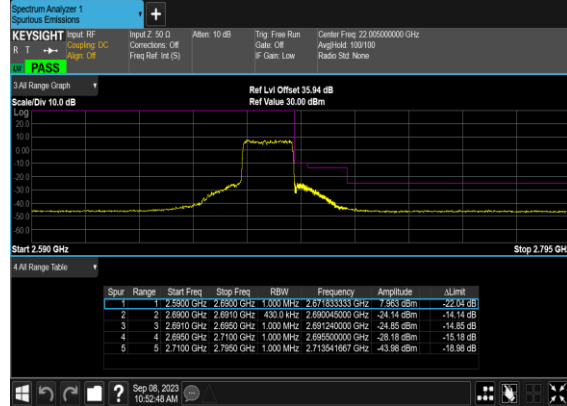 Spectrum Analyzer 1
Spurious Emissions
KEYSIGHT Input: RF Input Z: 50 Ω Atten: 10 dB Trig: Free Run Center Freq: 22.005000000 GHz
R T Coupling: DC Corrections: Off Gate: Off Avg|Hold: 100/100
Align: Off Freq Ref: Int (S) IF Gain: Low Radio Std: None
PASS
3 All Range Graph
Ref Lvl Offset 35.94 dB
Scale/Div 10.0 dB Ref Value 30.00 dBm
Log
20.0
10.0
0.00
-10.0
-20.0
-30.0
-40.0
-50.0
-60.0
Start 2.590 GHz Stop 2.795 GHz
4 All Range Table
Spur Range Start Freq Stop Freq RBW Frequency Amplitude ΔLimit
1 1 2.5900 GHz 2.6900 GHz 1.000 MHz 2.671833333 GHz 7.963 dBm -22.04 dB
2 2 2.6900 GHz 2.6910 GHz 430.0 kHz 2.690045000 GHz -24.14 dBm -14.14 dB
3 3 2.6910 GHz 2.6950 GHz 1.000 MHz 2.691240000 GHz -24.85 dBm -14.85 dB
4 4 2.6950 GHz 2.7100 GHz 1.000 MHz 2.695500000 GHz -28.18 dBm -15.18 dB
5 5 2.7100 GHz 2.7950 GHz 1.000 MHz 2.713541667 GHz -43.98 dBm -18.98 dB
? Sep 08, 2023
10:52:48 AM